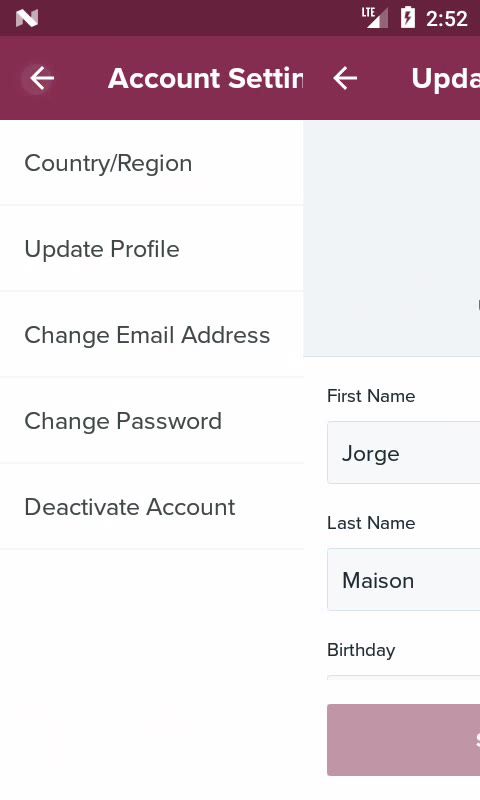 LTE 2:52
Account Settin
Country/Region
Update Profile
Change Email Address
Change Password
Deactivate Account
Upda
First Name
Jorge
Last Name
Maison
Birthday